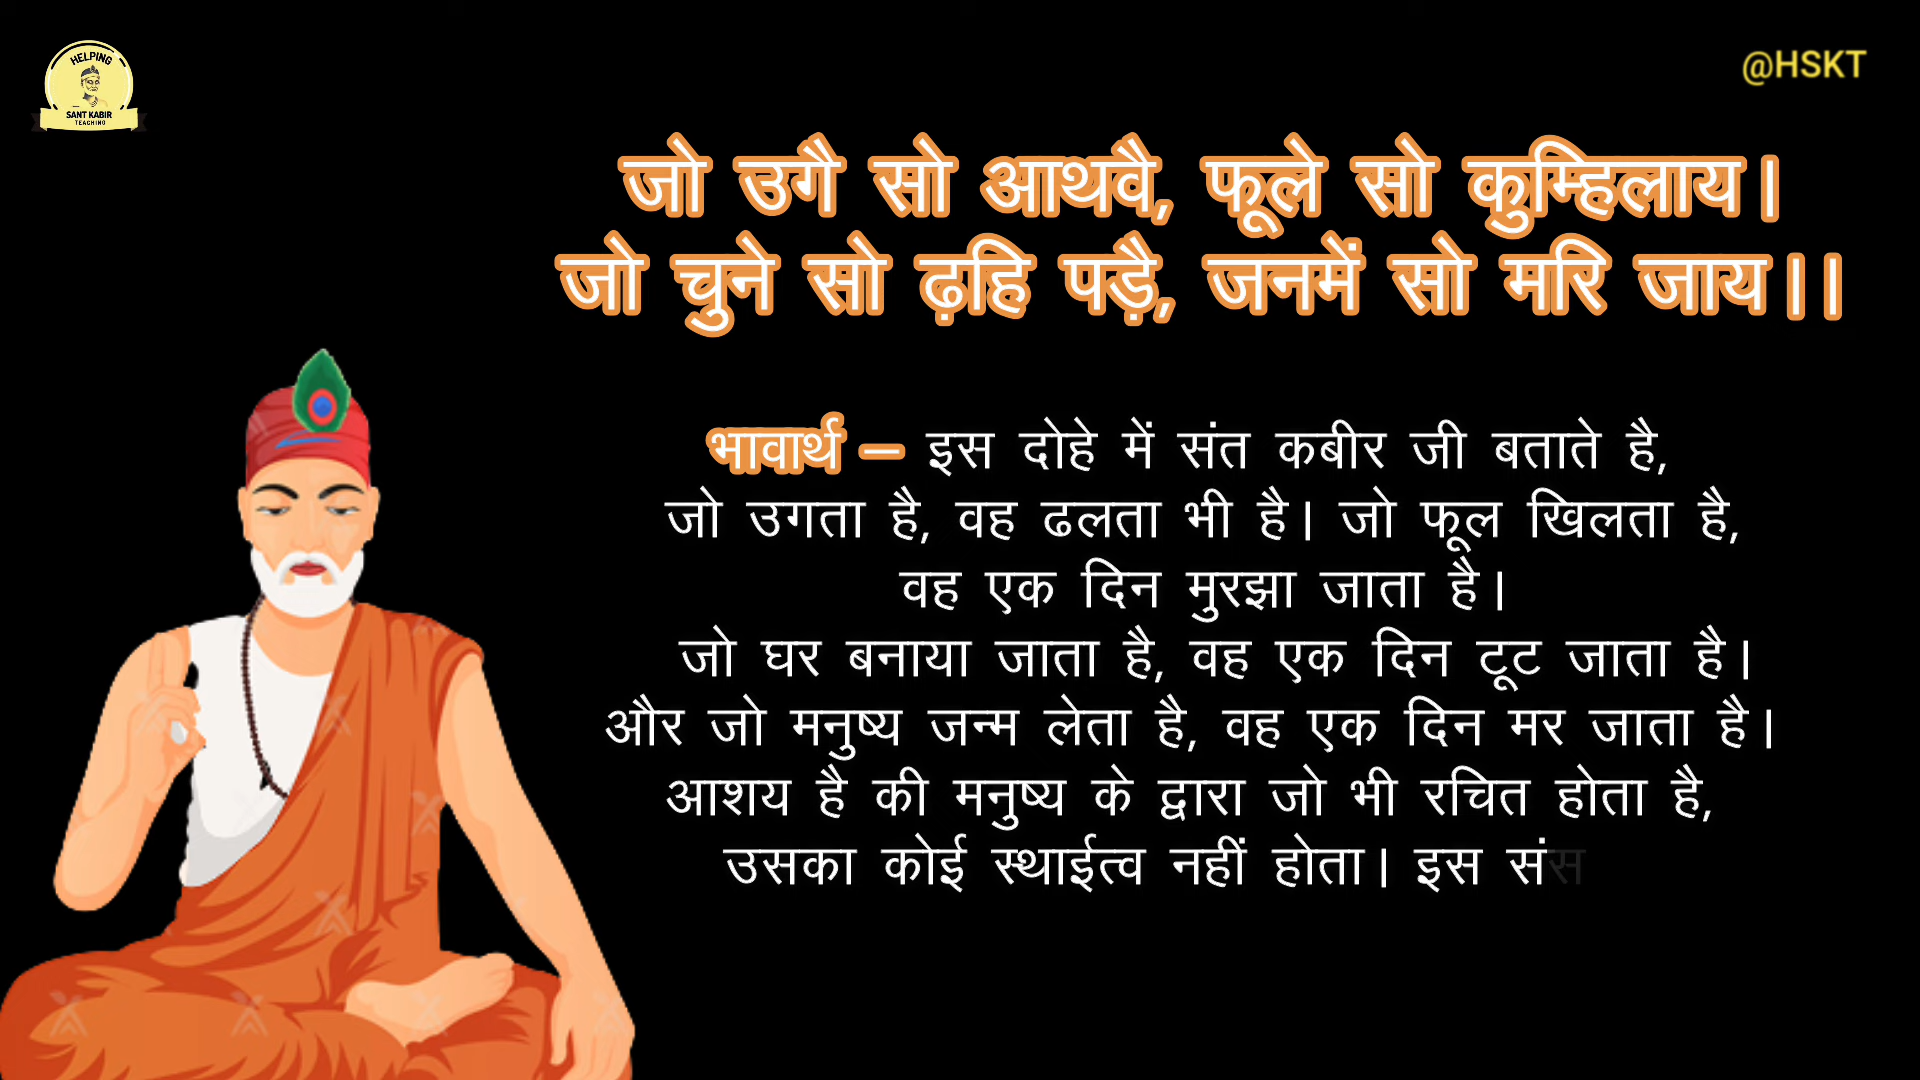 HELPING
SANT KABIR
TEACHING
@HSKT
जो उगै सो आथवै, फूले सो कुम्हिलाय।
जो चुने सो ढ़हि पड़ै, जनमें सो मरि जाय।।
भावार्थ – इस दोहे में संत कबीर जी बताते है,
जो उगता है, वह ढलता भी है। जो फूल खिलता है,
वह एक दिन मुरझा जाता है।
जो घर बनाया जाता है, वह एक दिन टूट जाता है।
और जो मनुष्य जन्म लेता है, वह एक दिन मर जाता है।
आशय है की मनुष्य के द्वारा जो भी रचित होता है,
उसका कोई स्थाईत्व नहीं होता। इस संस